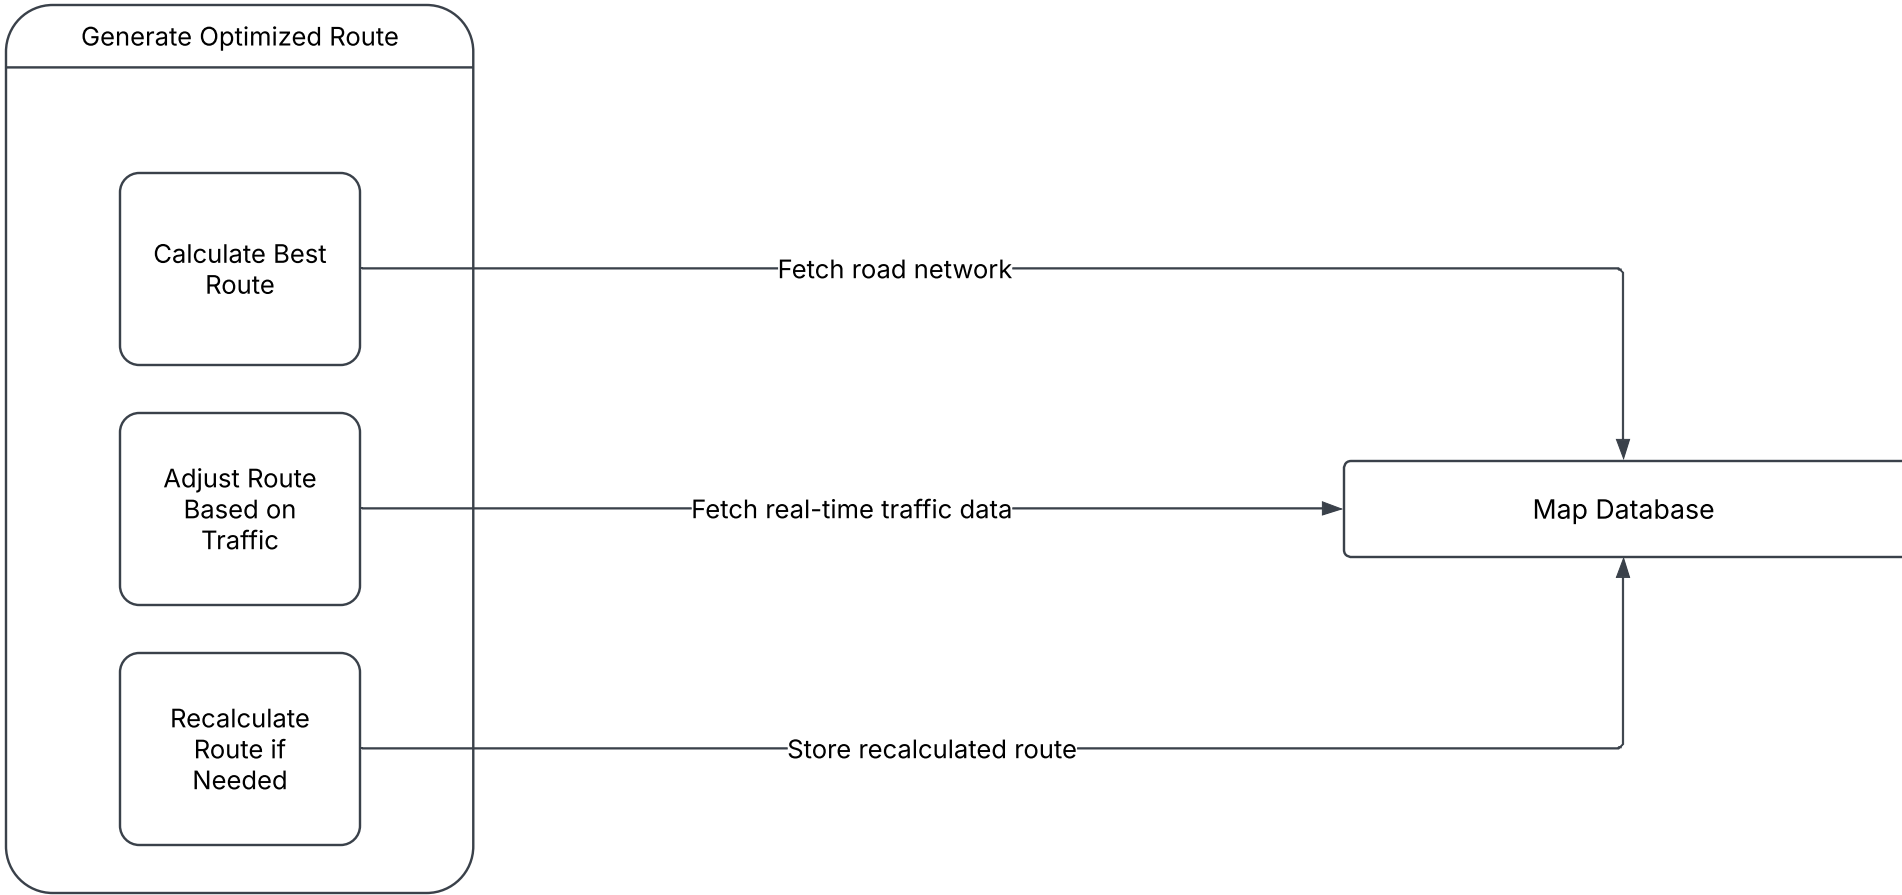 Generate Optimized Route
Calculate Best
Route
Fetch road network
Adjust Route
Based on
Traffic
Fetch real-time traffic data
Map Database
Recalculate
Route if
Needed
Store recalculated route